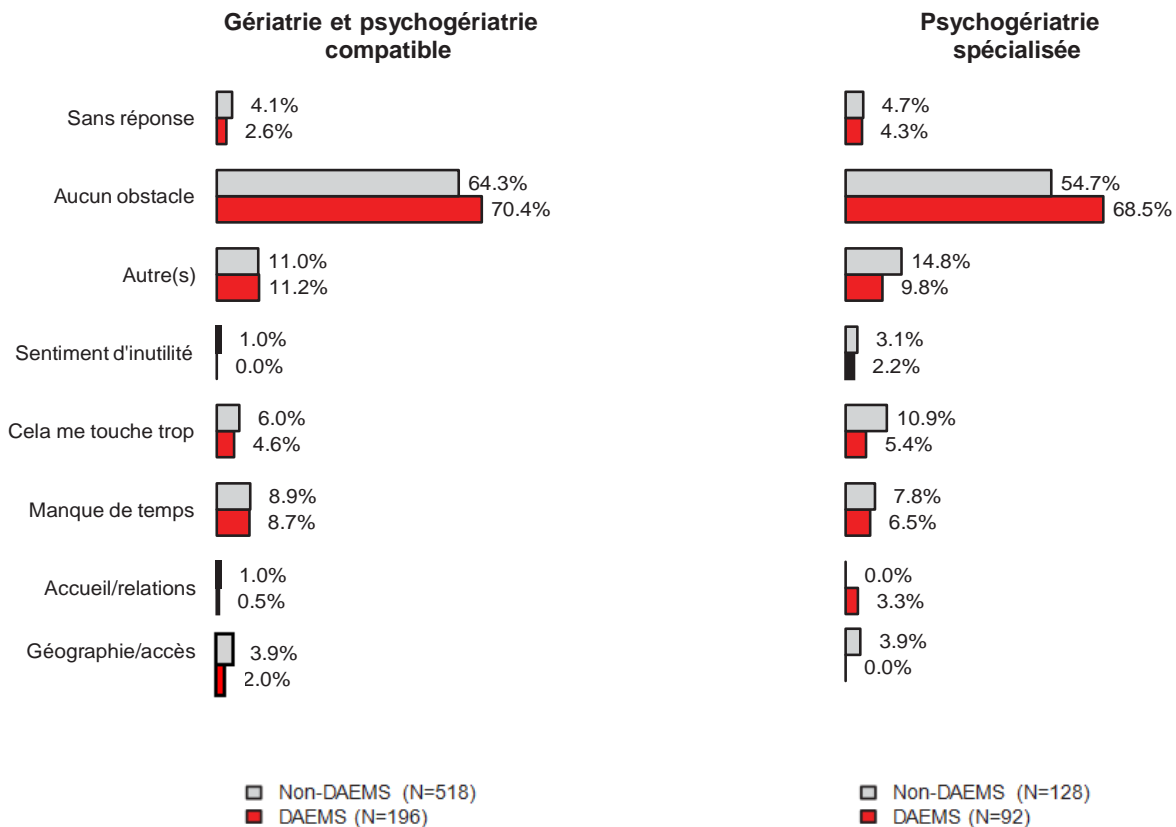 Gériatrie et psychogériatrie
compatible
Psychogériatrie
spécialisée
Sans réponse
4.1%
2.6%
4.7%
4.3%
Aucun obstacle
64.3%
70.4%
54.7%
68.5%
Autre(s)
11.0%
11.2%
14.8%
9.8%
Sentiment d'inutilité
1.0%
0.0%
3.1%
2.2%
Cela me touche trop
6.0%
4.6%
10.9%
5.4%
Manque de temps
8.9%
8.7%
7.8%
6.5%
Accueil/relations
1.0%
0.5%
0.0%
3.3%
Géographie/accès
3.9%
2.0%
3.9%
0.0%
Non-DAEMS (N=518)
DAEMS (N=196)
Non-DAEMS (N=128)
DAEMS (N=92)